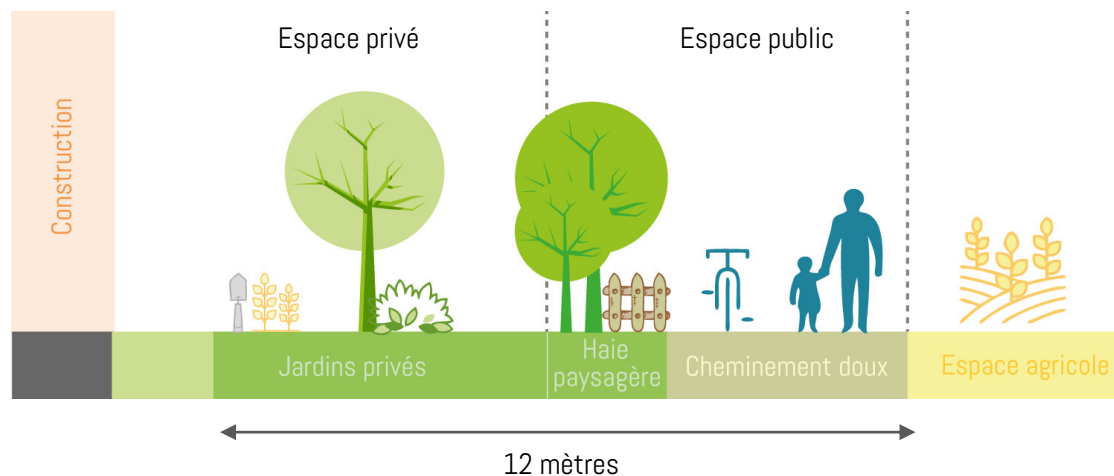 Espace privé
Espace public
Construction
Jardins privés
Haie
paysagère
Cheminement doux
Espace agricole
12 mètres